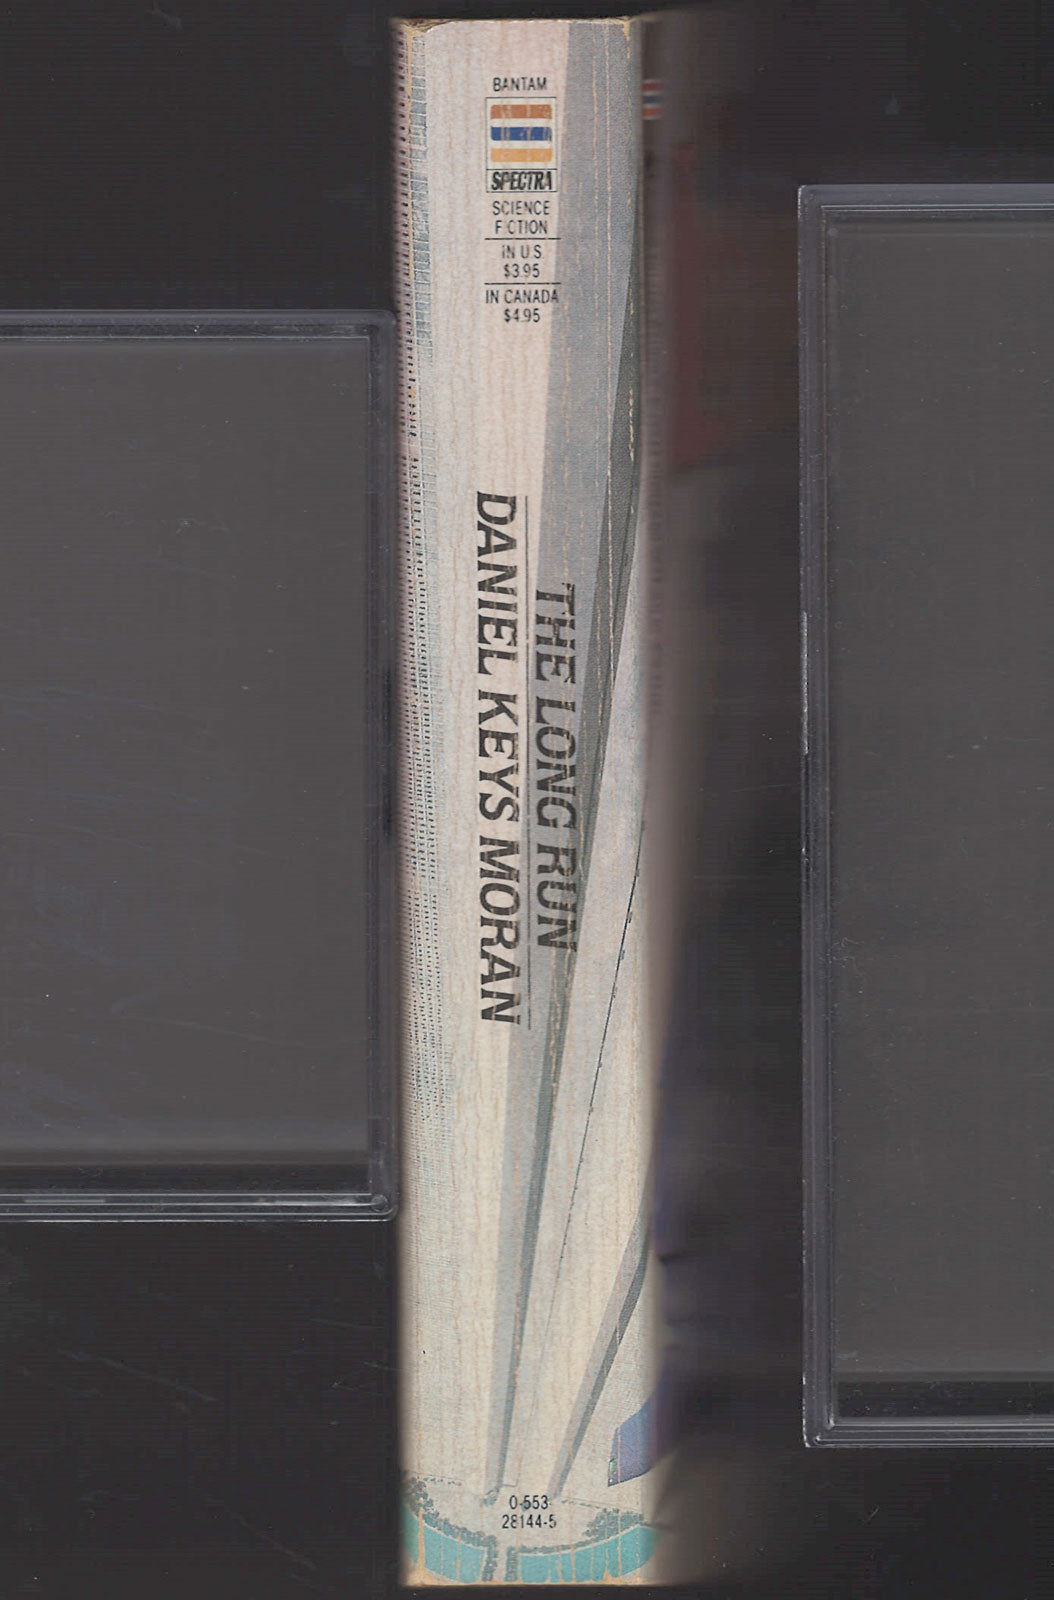 BANTAM
SPECTRA
SCIENCE
FICTION
IN U.S.
$3.95
IN CANADA
$4.95
THE LONG RUN
DANIEL KEYS MORAN
0-553-
28144-5